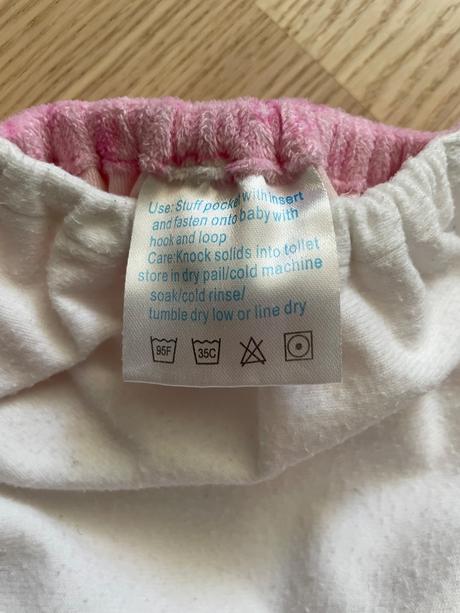 Use: Stuff pocket with insert
and fasten onto baby with
hook and loop
Care:Knock solids into toilet
store in dry pail/cold machine
soak/cold rinse/
tumble dry low or line dry
95F 35C